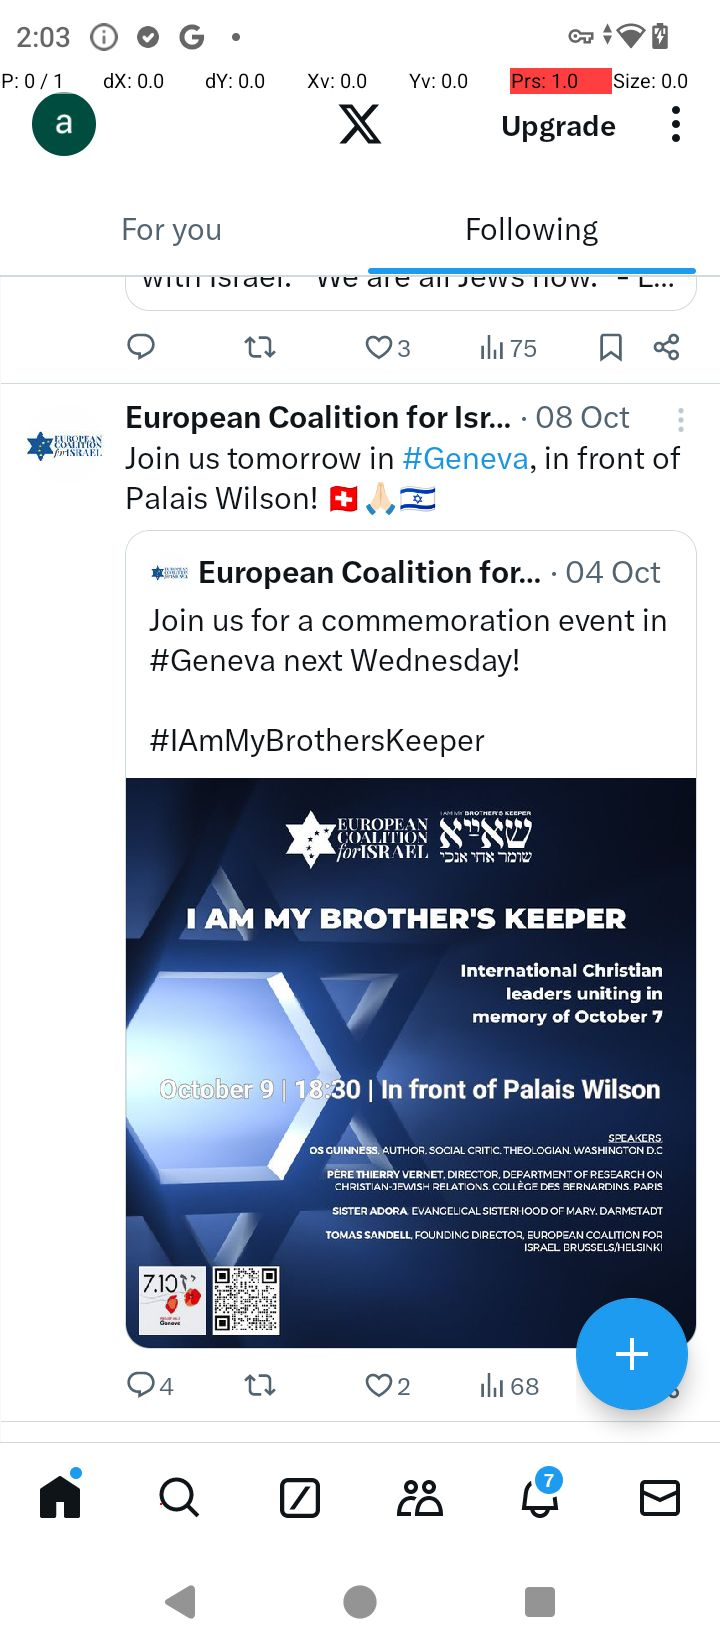 2:03
P: 0 / 1 dX: 0.0 dY: 0.0 Xv: 0.0 Yv: 0.0 Prs: 1.0 Size: 0.0
a Upgrade
For you Following
with Israel. "We are all Jews now." - E...
3 75
European Coalition for Isr... · 08 Oct
Join us tomorrow in #Geneva, in front of
Palais Wilson! 🇨🇭🙏🏻🇮🇱
European Coalition for... · 04 Oct
Join us for a commemoration event in
#Geneva next Wednesday!
#IAmMyBrothersKeeper
EUROPEAN
COALITION
for ISRAEL
I AM MY BROTHER'S KEEPER
שומר אחי אנכי
I AM MY BROTHER'S KEEPER
International Christian
leaders uniting in
memory of October 7
October 9 | 18:30 | In front of Palais Wilson
SPEAKERS
OS GUINNESS, AUTHOR, SOCIAL CRITIC, THEOLOGIAN, WASHINGTON D.C
PÈRE THIERRY VERNET, DIRECTOR, DEPARTMENT OF RESEARCH ON
CHRISTIAN-JEWISH RELATIONS, COLLÈGE DES BERNARDINS, PARIS
SISTER ADORA, EVANGELICAL SISTERHOOD OF MARY, DARMSTADT
TOMAS SANDELL, FOUNDING DIRECTOR, EUROPEAN COALITION FOR
ISRAEL, BRUSSELS/HELSINKI
7.10
Geneva
4 2 68
7